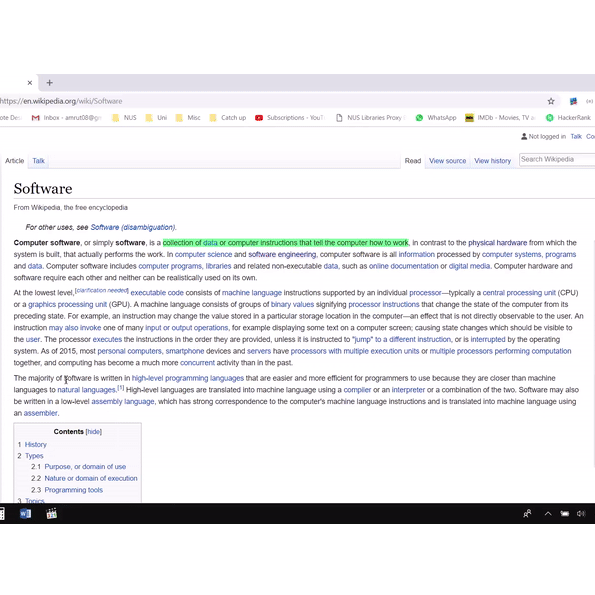 https://en.wikipedia.org/wiki/Software
Inbox - amrut08@g
NUS
Uni
Misc
Catch up
Subscriptions - You
NUS Libraries Proxy
WhatsApp
IMDb - Movies, TV a
HackerRank
Not logged in Talk Co
Article Talk Read View source View history Search Wikipedia
Software
From Wikipedia, the free encyclopedia
For other uses, see Software (disambiguation).
Computer software, or simply software, is a collection of data or computer instructions that tell the computer how to work, in contrast to the physical hardware from which the
system is built, that actually performs the work. In computer science and software engineering, computer software is all information processed by computer systems, programs
and data. Computer software includes computer programs, libraries and related non-executable data, such as online documentation or digital media. Computer hardware and
software require each other and neither can be realistically used on its own.
At the lowest level,[clarification needed] executable code consists of machine language instructions supported by an individual processor—typically a central processing unit (CPU)
or a graphics processing unit (GPU). A machine language consists of groups of binary values signifying processor instructions that change the state of the computer from its
preceding state. For example, an instruction may change the value stored in a particular storage location in the computer—an effect that is not directly observable to the user. An
instruction may also invoke one of many input or output operations, for example displaying some text on a computer screen; causing state changes which should be visible to
the user. The processor executes the instructions in the order they are provided, unless it is instructed to "jump" to a different instruction, or is interrupted by the operating
system. As of 2015, most personal computers, smartphone devices and servers have processors with multiple execution units or multiple processors performing computation
together, and computing has become a much more concurrent activity than in the past.
The majority of software is written in high-level programming languages that are easier and more efficient for programmers to use because they are closer than machine
languages to natural languages.[1] High-level languages are translated into machine language using a compiler or an interpreter or a combination of the two. Software may also
be written in a low-level assembly language, which has strong correspondence to the computer's machine language instructions and is translated into machine language using
an assembler.
Contents [hide]
1 History
2 Types
2.1 Purpose, or domain of use
2.2 Nature or domain of execution
2.3 Programming tools
3 Topics